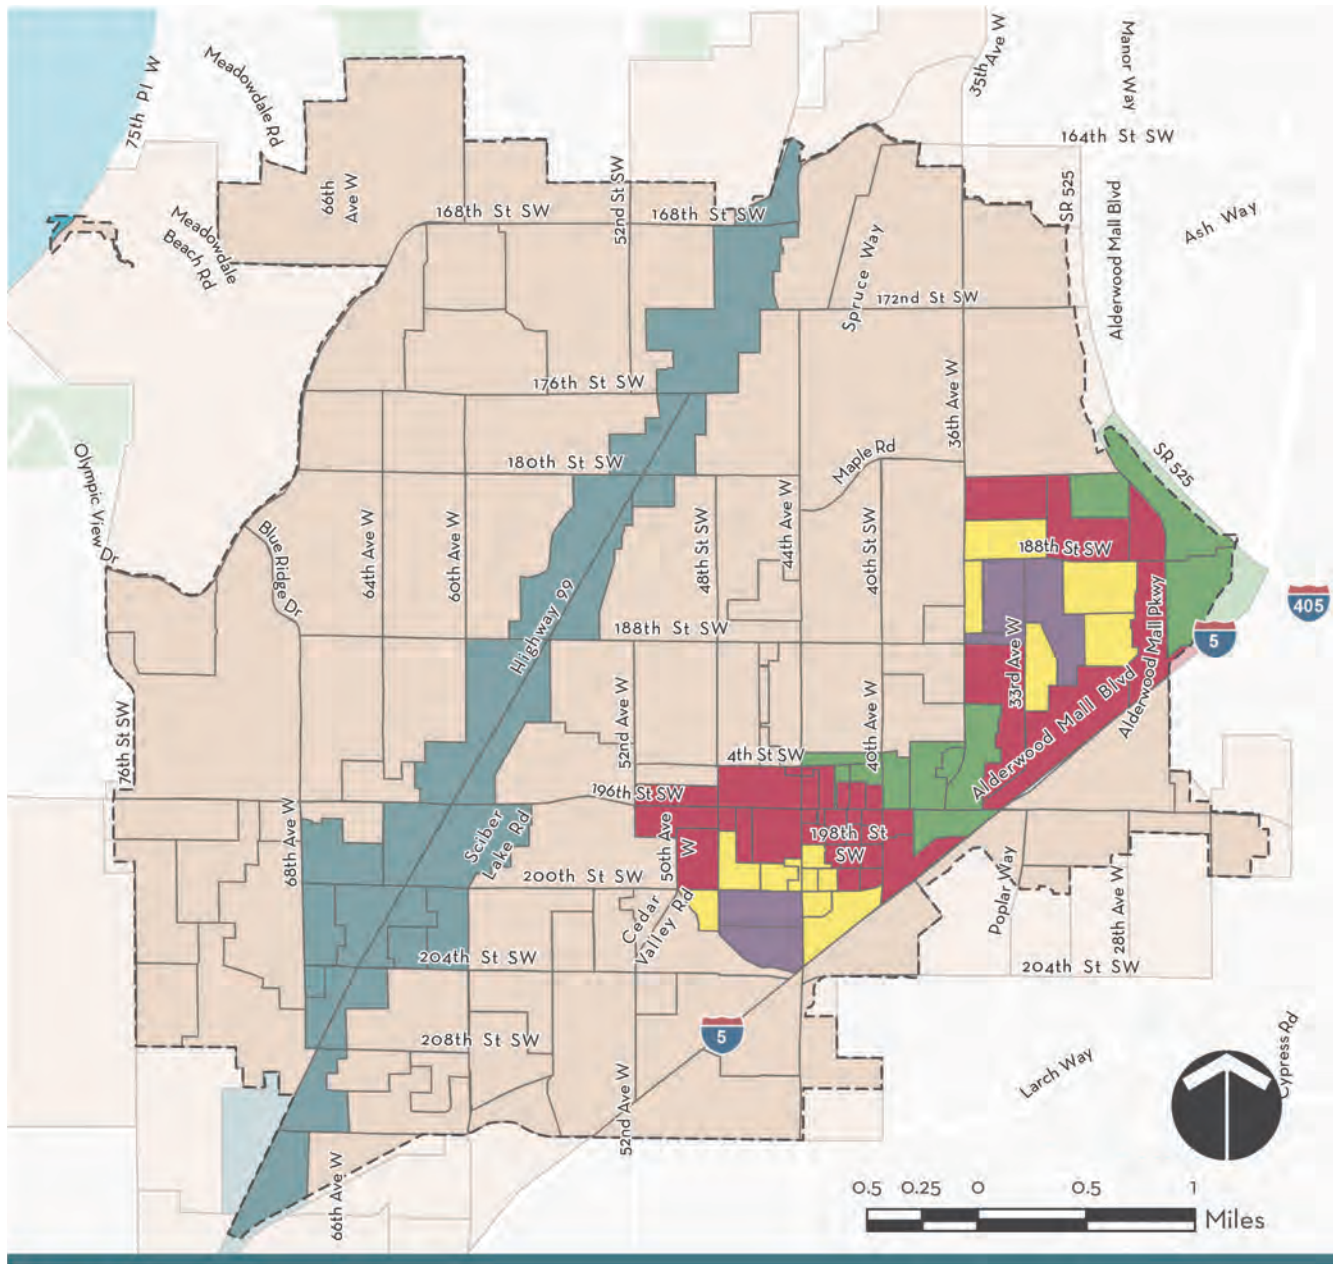 75th Pl W
Meadowdale Rd
35th Ave W
Manor Way
164th St SW
66th
Ave W
52nd St SW
SR 525
Alderwood Mall Blvd
Ash Way
168th St SW
168th St SW
Meadowdale
Beach Rd
Spruce Way
172nd St SW
176th St SW
36th Ave W
Olympic View Dr
180th St SW
Maple Rd
SR 525
Blue Ridge Dr
64th Ave W
60th Ave W
48th St SW
44th Ave W
40th St SW
188th St SW
Highway 99
188th St SW
33rd Ave W
Alderwood Mall Pkwy
405
5
76th St SW
52nd Ave W
4th St SW
40th Ave W
Alderwood Mall Blvd
196th St SW
68th Ave W
Sciber
Lake Rd
50th Ave
W
198th St
SW
200th St SW
Cedar
Valley Rd
Poplar Way
28th Ave W
204th St SW
204th St SW
208th St SW
5
52nd Ave W
Larch Way
Cypress Rd
66th Ave W
0.5 0.25 0 0.5 1
Miles